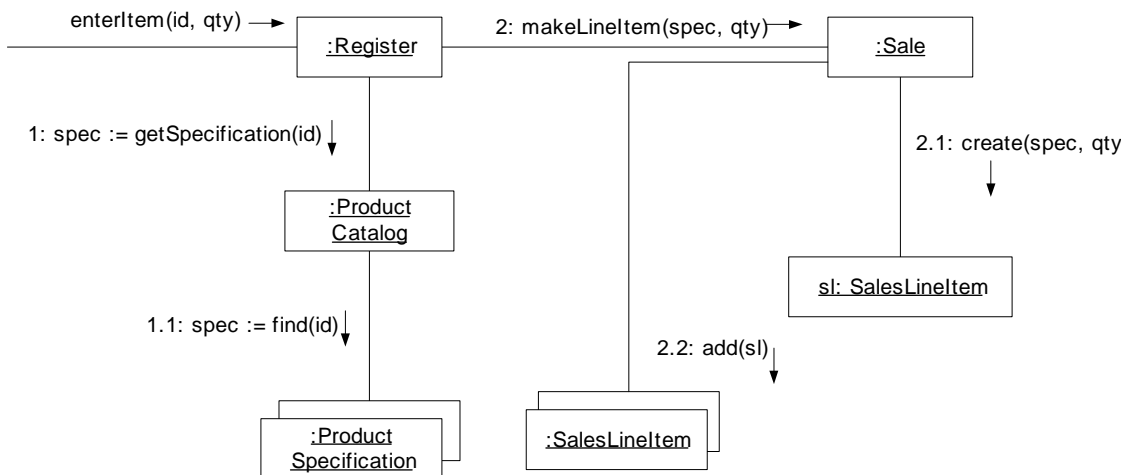 enterItem(id, qty)
2: makeLineItem(spec, qty)
:Register
:Sale
1: spec := getSpecification(id)
2.1: create(spec, qty
:Product
Catalog
sl: SalesLineItem
1.1: spec := find(id)
2.2: add(sl)
:Product
Specification
:SalesLineItem